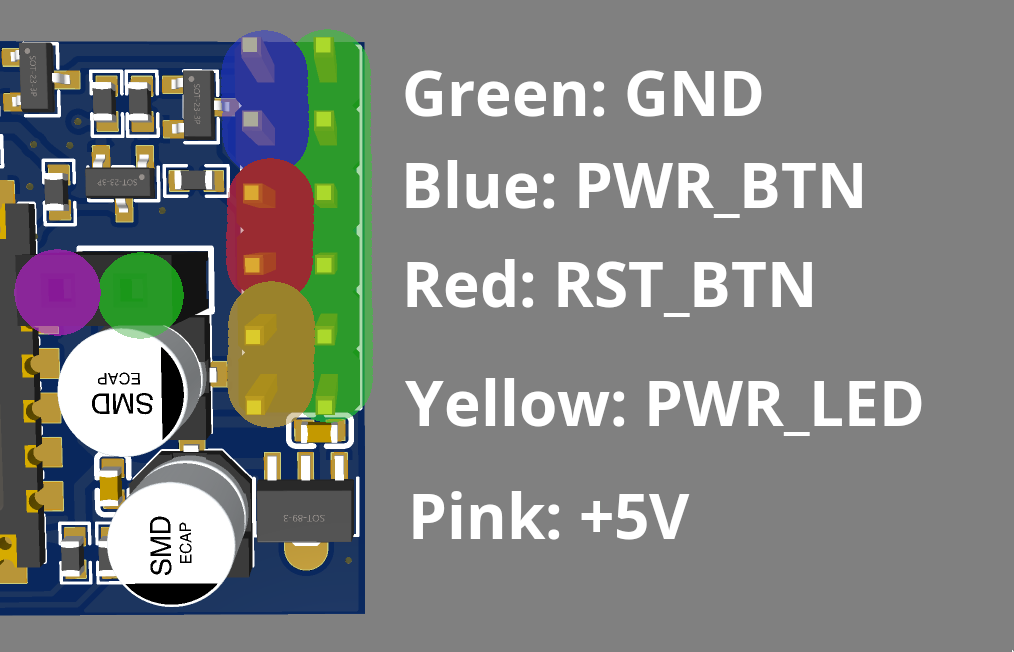 Green: GND
Blue: PWR_BTN
Red: RST_BTN
Yellow: PWR_LED
Pink: +5V
SOT-23-3P
SOT-23-3P
SOT-23-3P
SMD
ECAP
SMD
ECAP
SOT-89-3